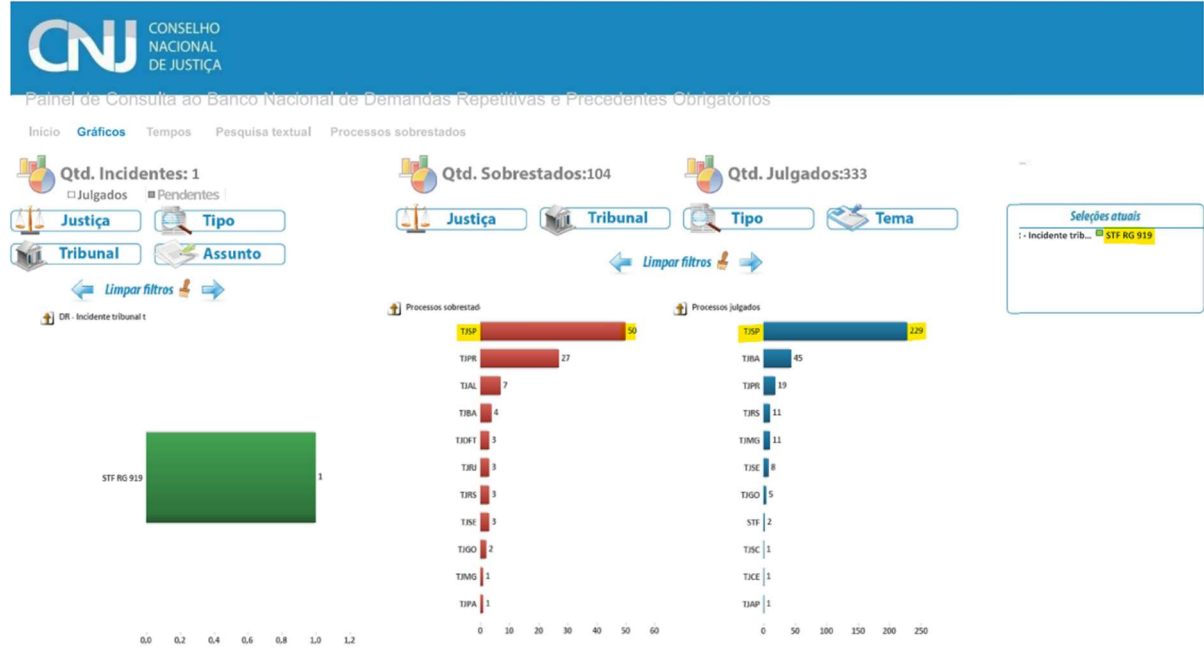 CNJ
CONSELHO
NACIONAL
DE JUSTIÇA
Painel de Consulta ao Banco Nacional de Demandas Repetitivas e Precedentes Obrigatórios
Início Gráficos Tempos Pesquisa textual Processos sobrestados
Qtd. Incidentes: 1
Julgados Pendentes
Justiça Tipo
Tribunal Assunto
Limpar filtros
DR - Incidente tribunal t
STF RG 919 1
0,0 0,2 0,4 0,6 0,8 1,0 1,2
Qtd. Sobrestados:104
Qtd. Julgados:333
Justiça Tribunal Tipo Tema
Limpar filtros
Processos sobrestad
TJSP 50
TJPR 27
TJAL 7
TJBA 4
TJDFT 3
TJRJ 3
TJRS 3
TJSE 3
TJGO 2
TJMG 1
TJPA 1
0 10 20 30 40 50 60
Processos julgados
TJSP 229
TJBA 45
TJPR 19
TJRS 11
TJMG 11
TJSE 8
TJGO 5
STF 2
TJSC 1
TJCE 1
TJAP 1
0 50 100 150 200 250
...
Seleções atuais
: - Incidente trib... STF RG 919